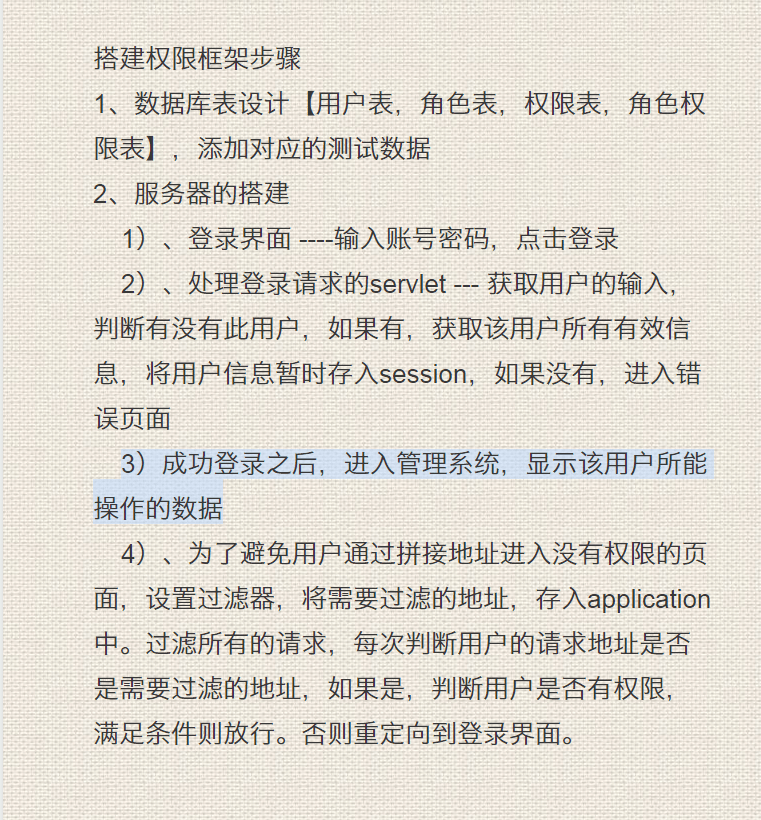 搭建权限框架步骤
1、数据库表设计【用户表，角色表，权限表，角色权
限表】，添加对应的测试数据
2、服务器的搭建
1）、登录界面 ----输入账号密码，点击登录
2）、处理登录请求的servlet --- 获取用户的输入，
判断有没有此用户，如果有，获取该用户所有有效信
息，将用户信息暂时存入session，如果没有，进入错
误页面
3）成功登录之后，进入管理系统，显示该用户所能
操作的数据
4）、为了避免用户通过拼接地址进入没有权限的页
面，设置过滤器，将需要过滤的地址，存入application
中。过滤所有的请求，每次判断用户的请求地址是否
是需要过滤的地址，如果是，判断用户是否有权限，
满足条件则放行。否则重定向到登录界面。